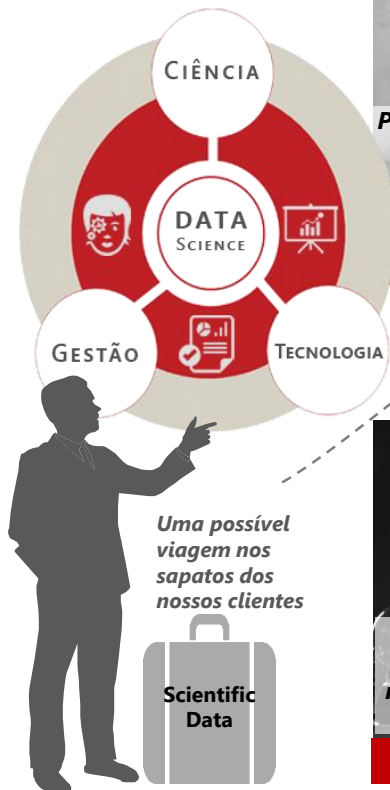 CIÊNCIA
P
DATA
SCIENCE
GESTÃO
TECNOLOGIA
Uma possível
viagem nos
sapatos dos
nossos clientes
Scientific
Data